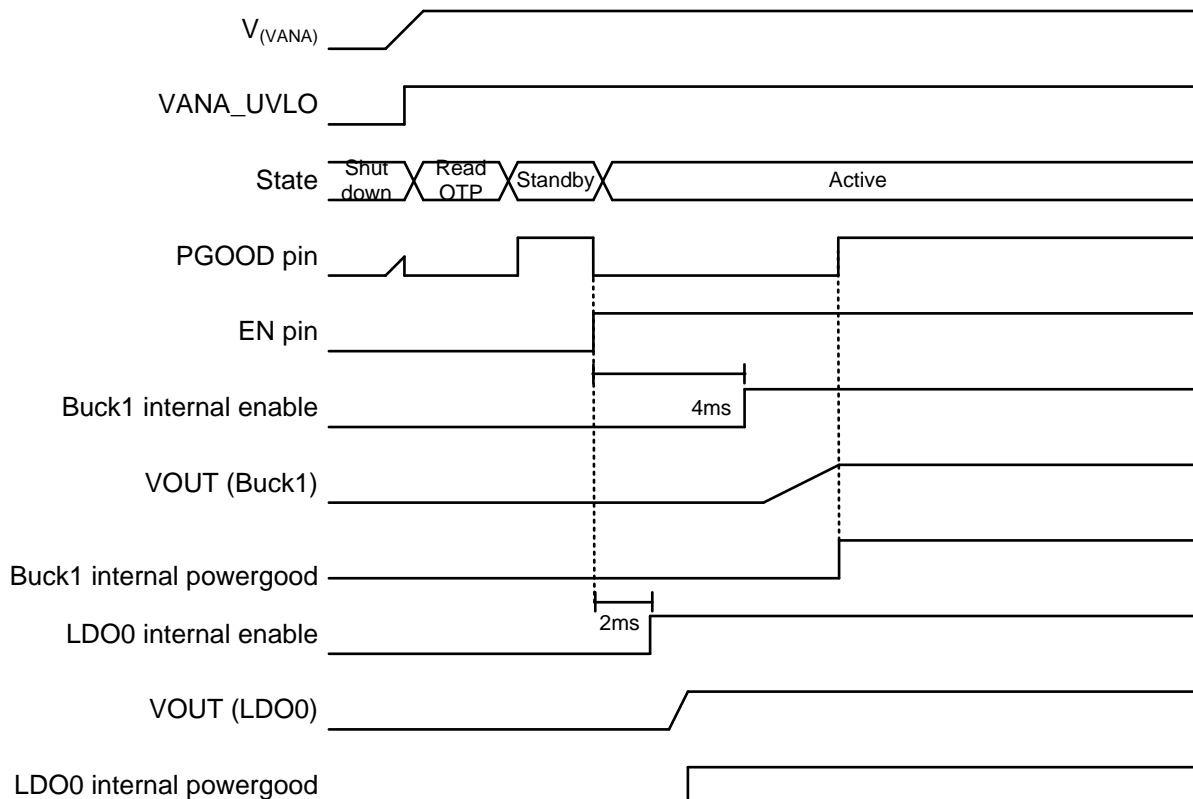 V(VANA)
VANA_UVLO
State
Shut
down
Read
OTP
Standby
Active
PGOOD pin
EN pin
Buck1 internal enable
4ms
VOUT (Buck1)
Buck1 internal powergood
2ms
LDO0 internal enable
VOUT (LDO0)
LDO0 internal powergood